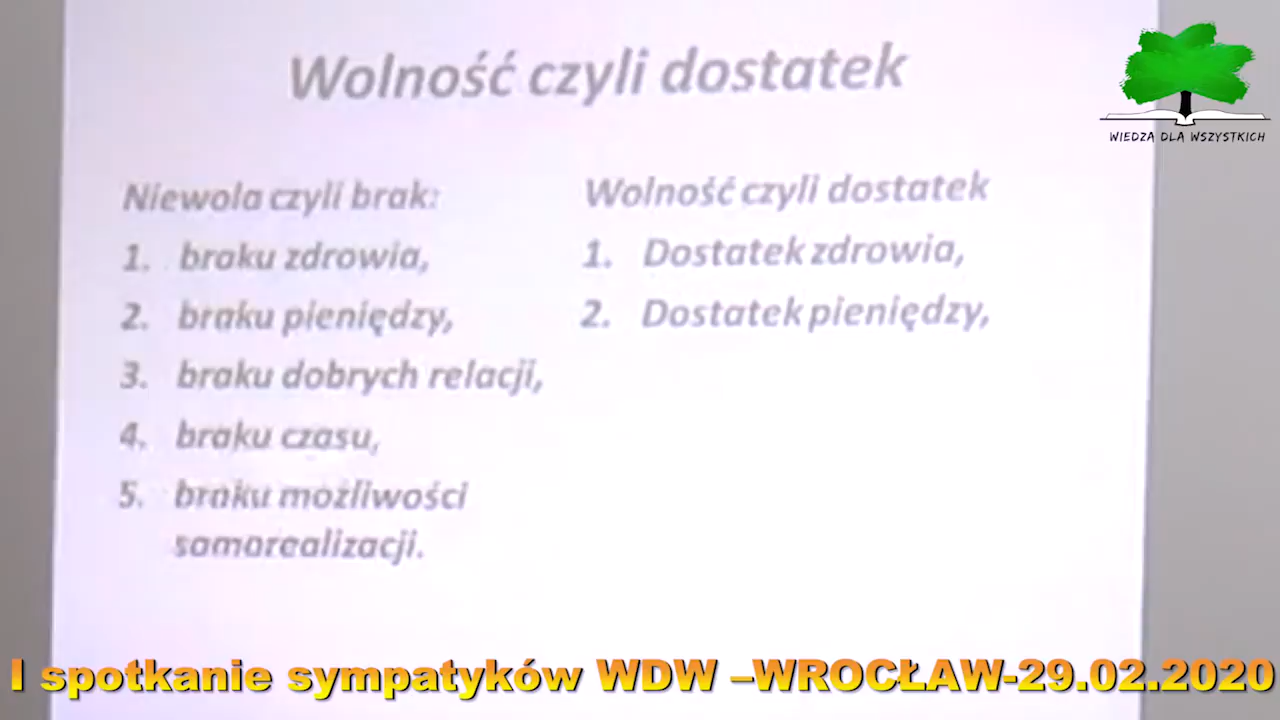 Wolność czyli dostatek
WIEDZA DLA WSZYSTKICH
Niewola czyli brak:
1. braku zdrowia,
2. braku pieniędzy,
3. braku dobrych relacji,
4. braku czasu,
5. braku możliwości
samorealizacji.
Wolność czyli dostatek
1. Dostatek zdrowia,
2. Dostatek pieniędzy,
I spotkanie sympatyków WDW –WROCŁAW-29.02.2020